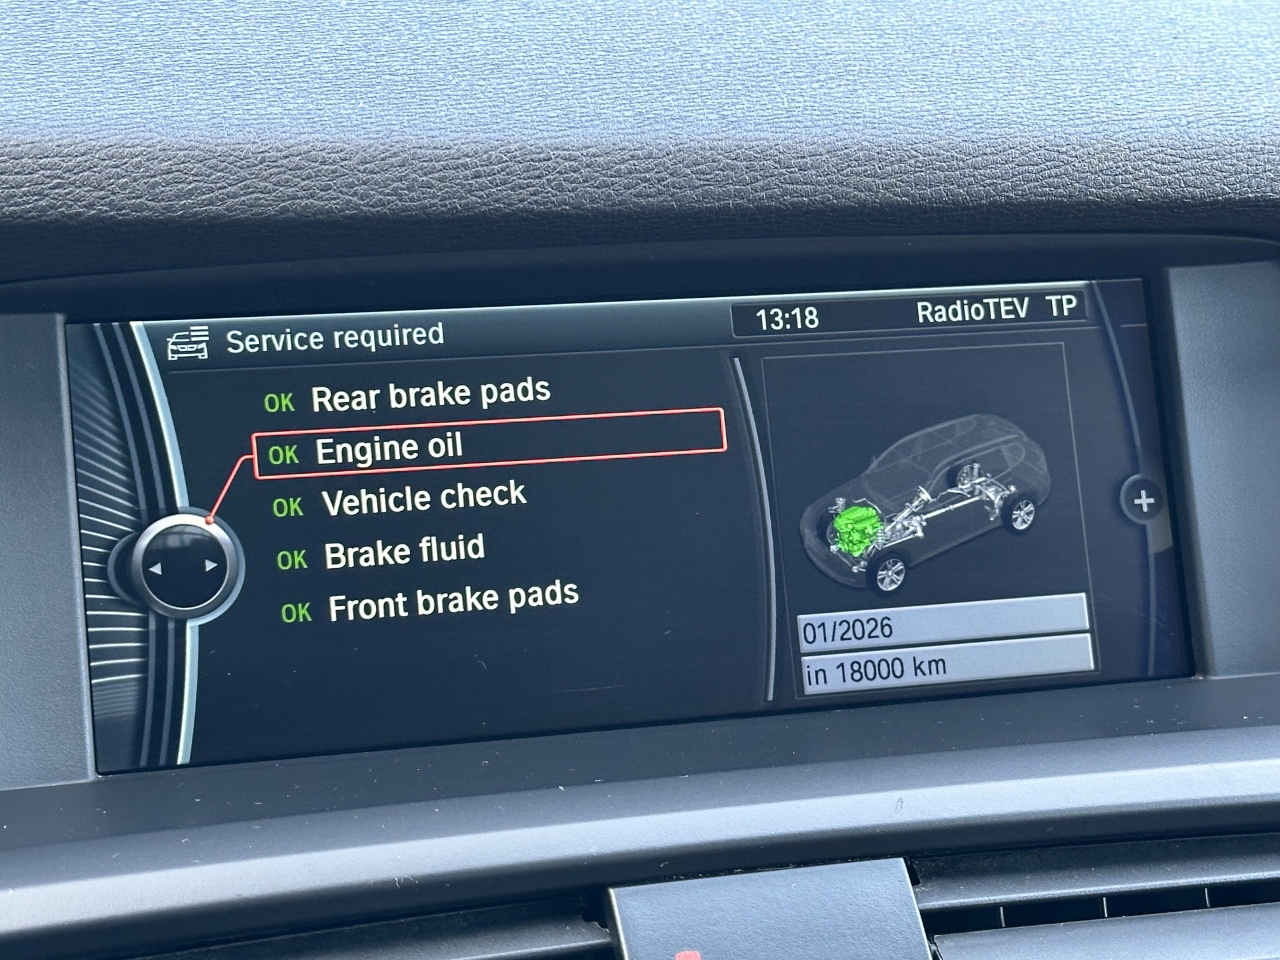 Service required
13:18 RadioTEV TP
OK Rear brake pads
OK Engine oil
OK Vehicle check
OK Brake fluid
OK Front brake pads
01/2026
in 18000 km